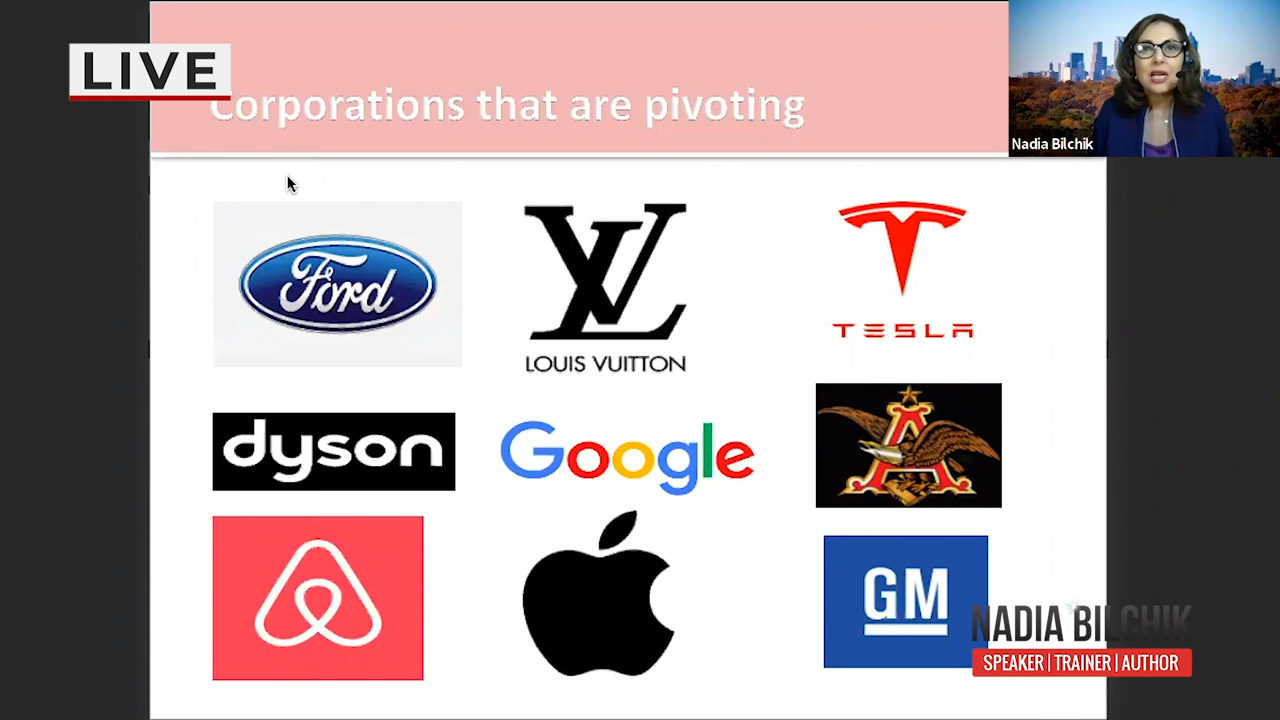 LIVE
Corporations that are pivoting
Nadia Bilchik
Ford
LOUIS VUITTON
TESLA
dyson
Google
A
GM
NADIA BILCHIK
SPEAKER | TRAINER | AUTHOR